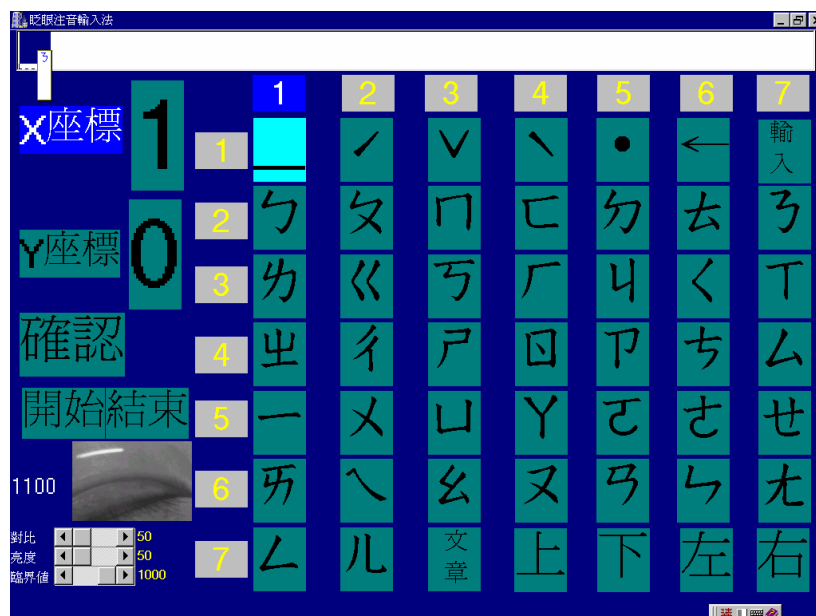 眨眼注音輸入法
ㄋ
1 2 3 4 5 6 7
X座標 1
1 ˉ ˊ ˇ ˋ ˙ ← 輸入
2 ㄅ ㄆ ㄇ ㄈ ㄉ ㄊ ㄋ
Y座標 0
3 ㄌ ㄍ ㄎ ㄏ ㄐ ㄑ ㄒ
確認
4 ㄓ ㄔ ㄕ ㄖ ㄗ ㄘ ㄙ
開始結束
5 ㄧ ㄨ ㄩ ㄚ ㄛ ㄜ ㄝ
1100
6 ㄞ ㄟ ㄠ ㄡ ㄢ ㄣ ㄤ
對比 50
亮度 50
臨界值 1000
7 ㄥ ㄦ 文章 上 下 左 右